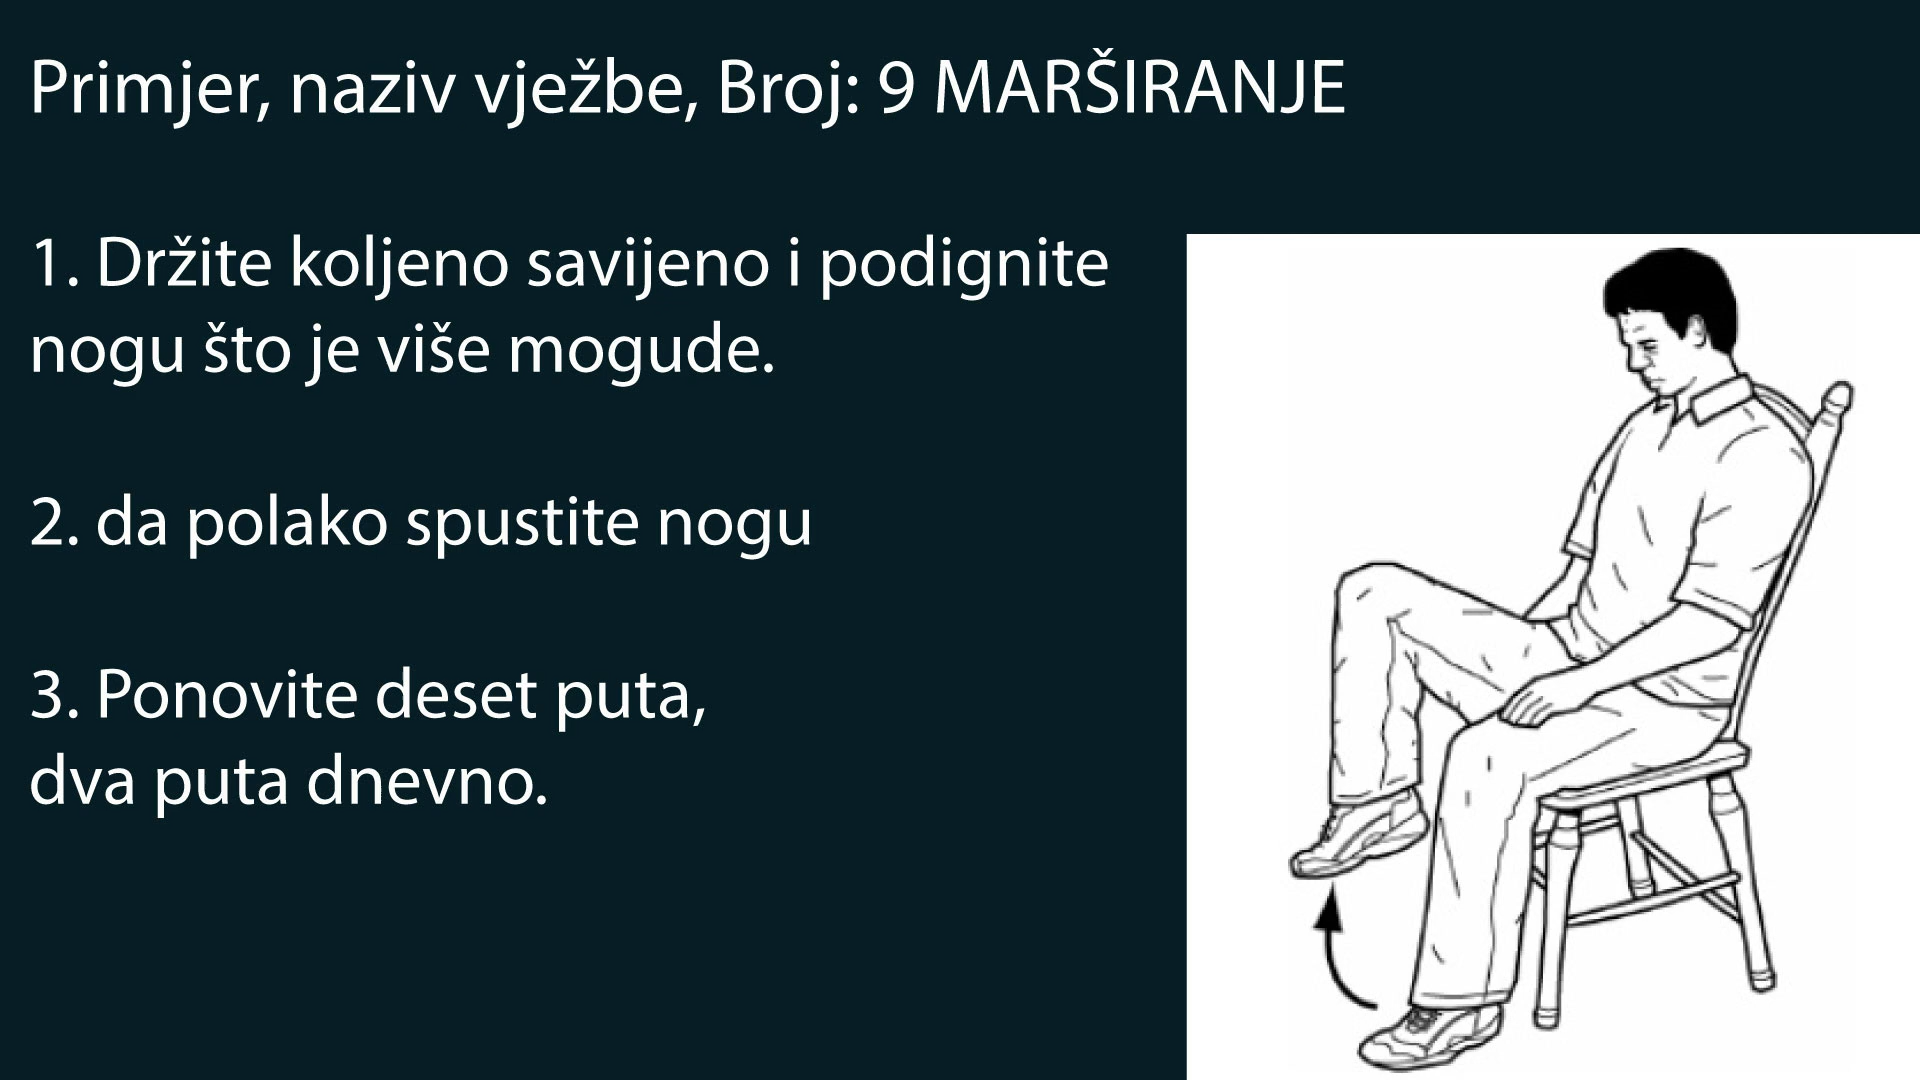 Primjer, naziv vježbe, Broj: 9 MARŠIRANJE
1. Držite koljeno savijeno i podignite
nogu što je više mogude.
2. da polako spustite nogu
3. Ponovite deset puta,
dva puta dnevno.